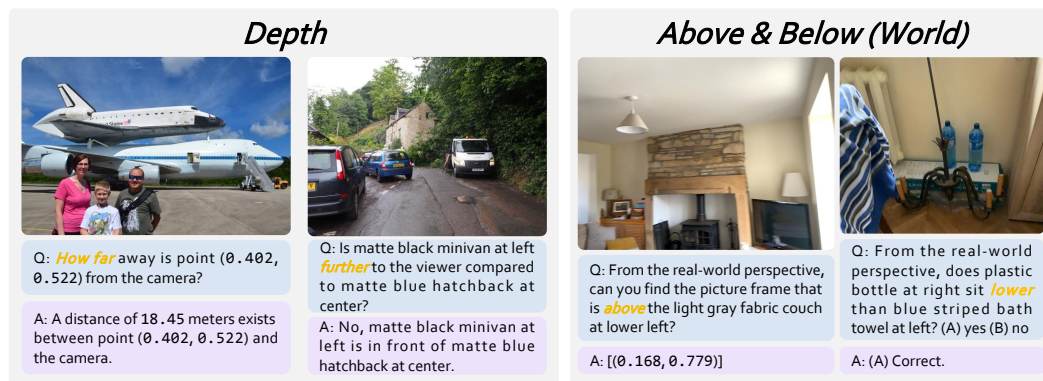 Depth
Q: How far away is point (0.402,
0.522) from the camera?
A: A distance of 18.45 meters exists
between point (0.402, 0.522) and
the camera.
Q: Is matte black minivan at left
further to the viewer compared
to matte blue hatchback at
center?
A: No, matte black minivan at
left is in front of matte blue
hatchback at center.
Above & Below (World)
Q: From the real-world perspective,
can you find the picture frame that
is above the light gray fabric couch
at lower left?
A: [(0.168, 0.779)]
Q: From the real-world
perspective, does plastic
bottle at right sit lower
than blue striped bath
towel at left? (A) yes (B) no
A: (A) Correct.